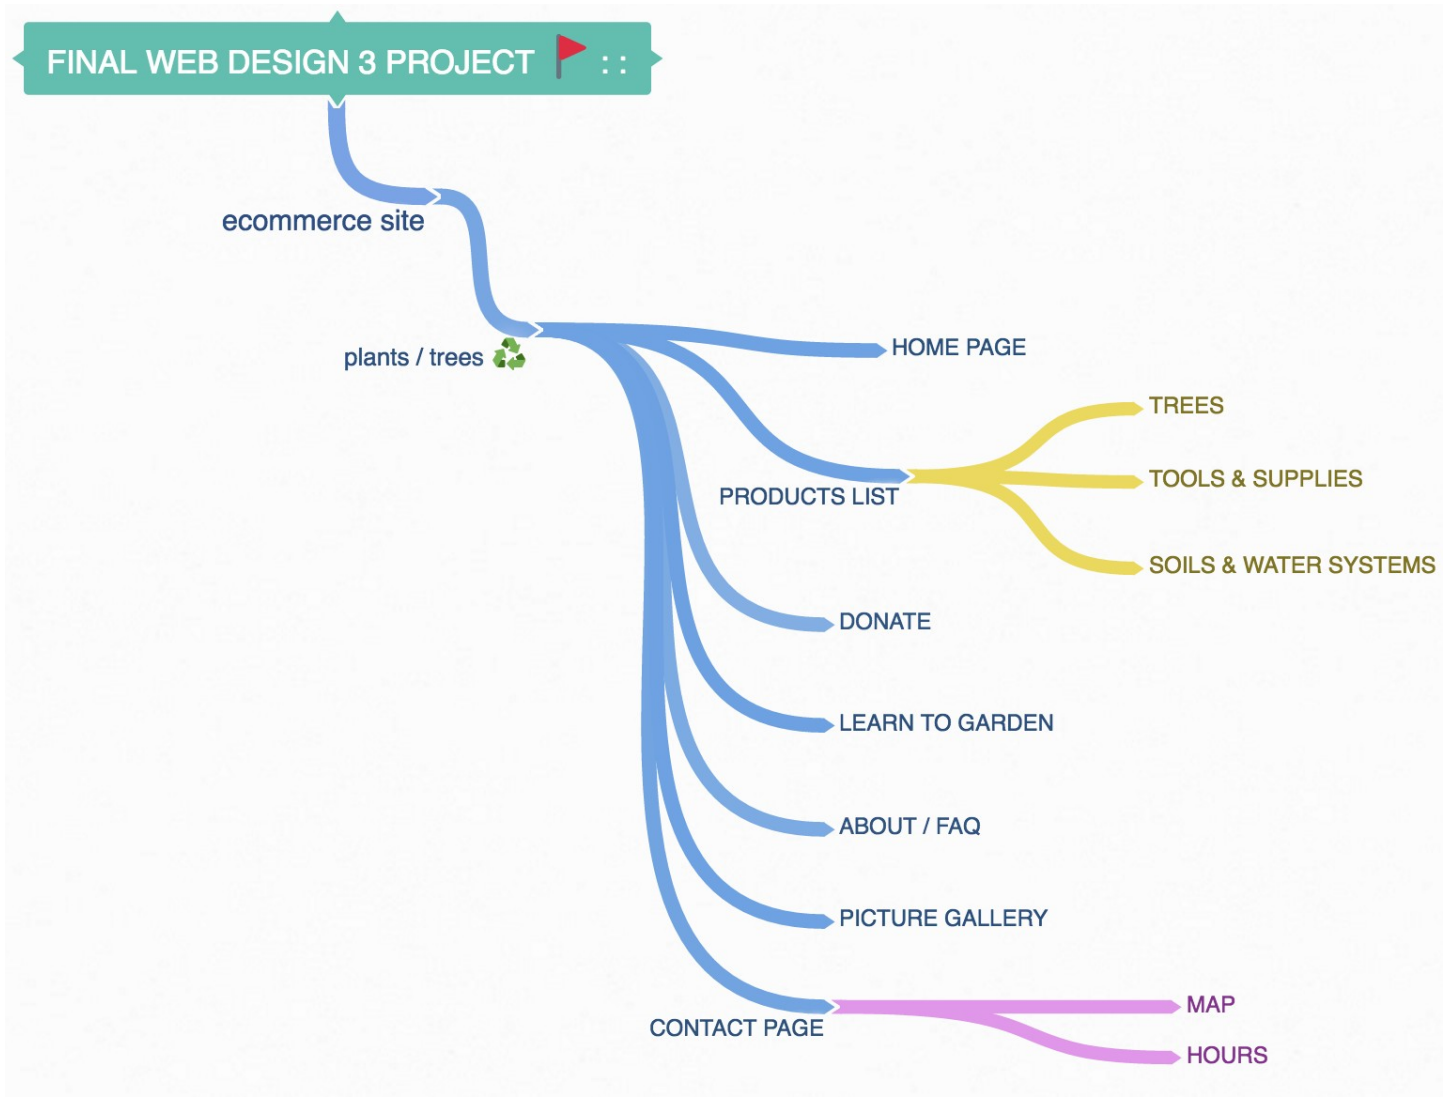 FINAL WEB DESIGN 3 PROJECT ::
ecommerce site
plants / trees
HOME PAGE
PRODUCTS LIST
TREES
TOOLS & SUPPLIES
SOILS & WATER SYSTEMS
DONATE
LEARN TO GARDEN
ABOUT / FAQ
PICTURE GALLERY
CONTACT PAGE
MAP
HOURS